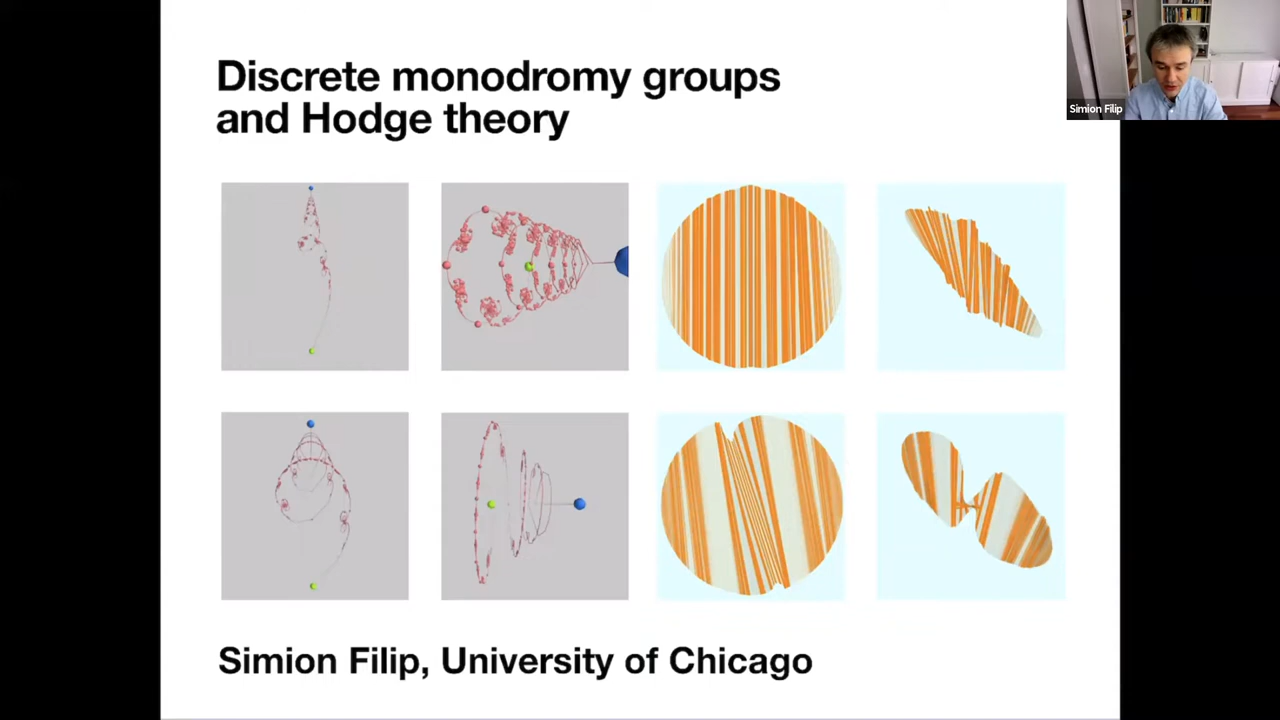 Discrete monodromy groups
and Hodge theory
Simion Filip
Simion Filip, University of Chicago